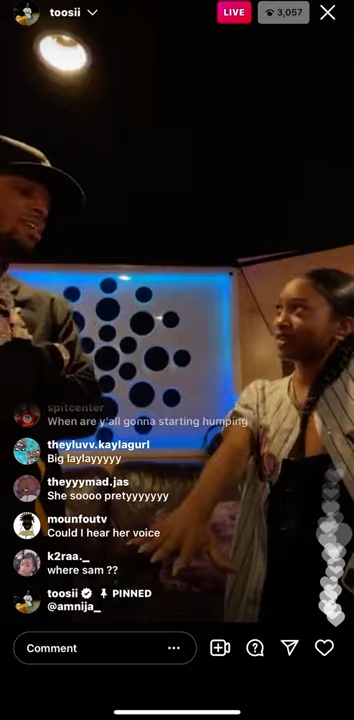 toosii
LIVE
3,057
spitcenter
When are y'all gonna starting humping
theyluvv.kaylagurl
Big laylayyyyy
theyyymad.jas
She soooo pretyyyyyyy
mounfoutv
Could I hear her voice
k2raa._
where sam ??
toosii PINNED
@amnija_
Comment